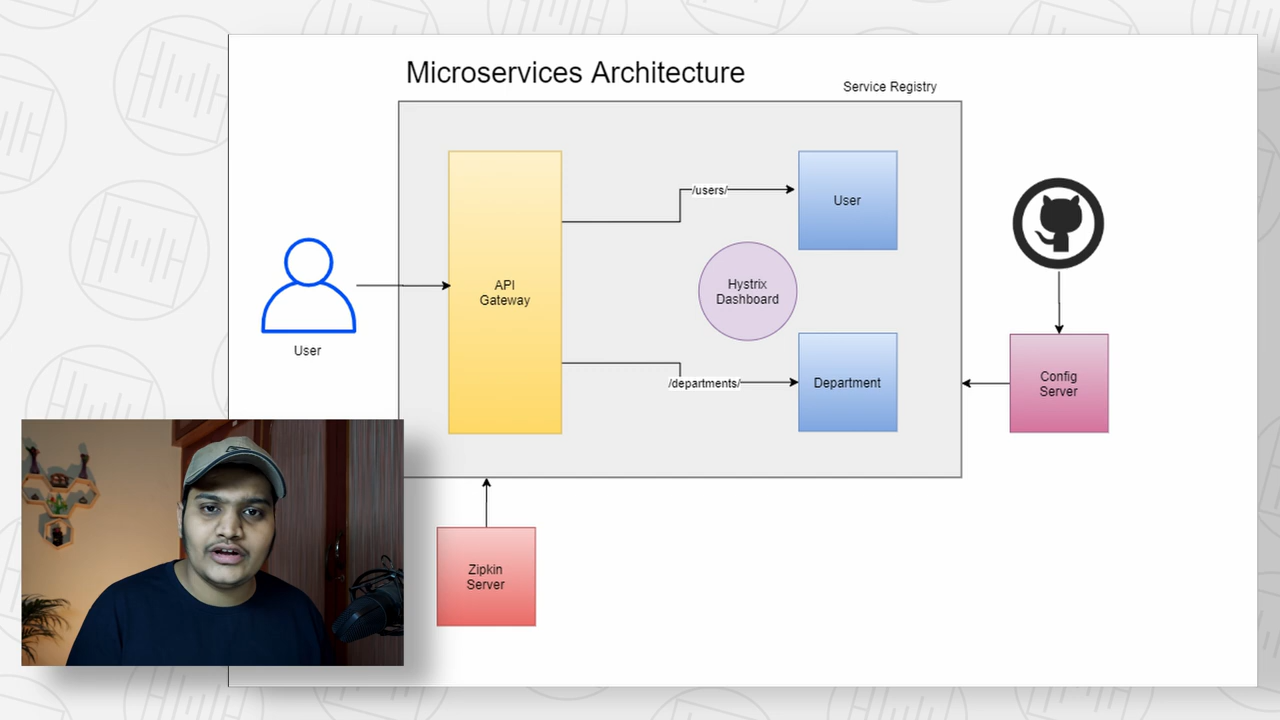 Microservices Architecture
Service Registry
/users/
User
API
Gateway
Hystrix
Dashboard
User
/departments/
Department
Config
Server
Zipkin
Server